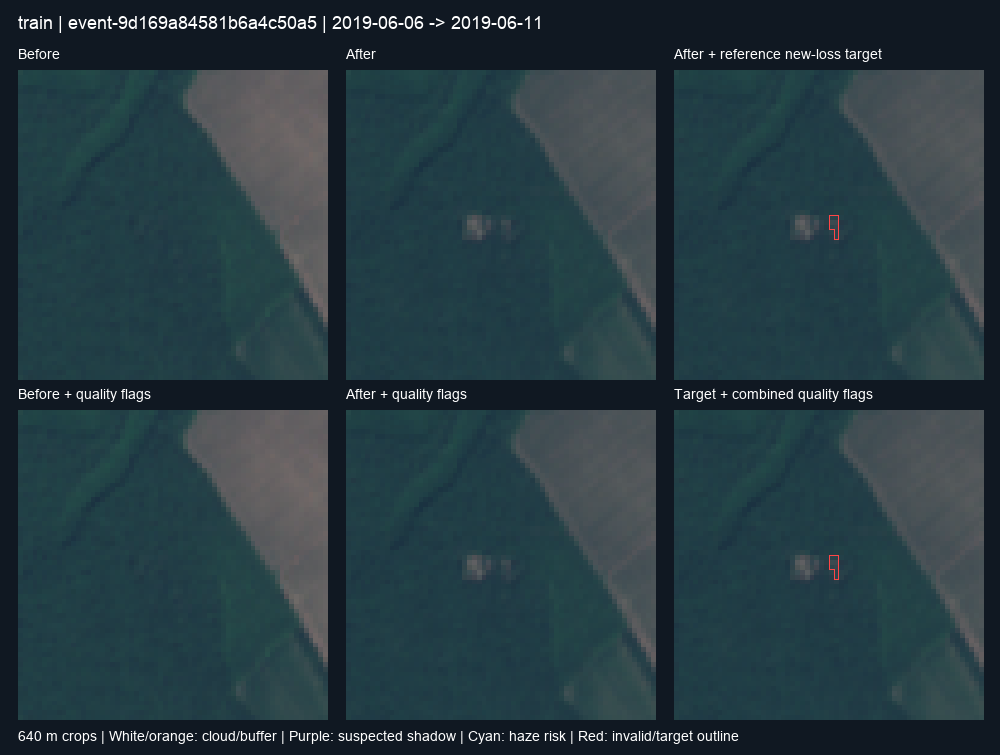 train | event-9d169a84581b6a4c50a5 | 2019-06-06 -> 2019-06-11
Before
After
After + reference new-loss target
Before + quality flags
After + quality flags
Target + combined quality flags
640 m crops | White/orange: cloud/buffer | Purple: suspected shadow | Cyan: haze risk | Red: invalid/target outline